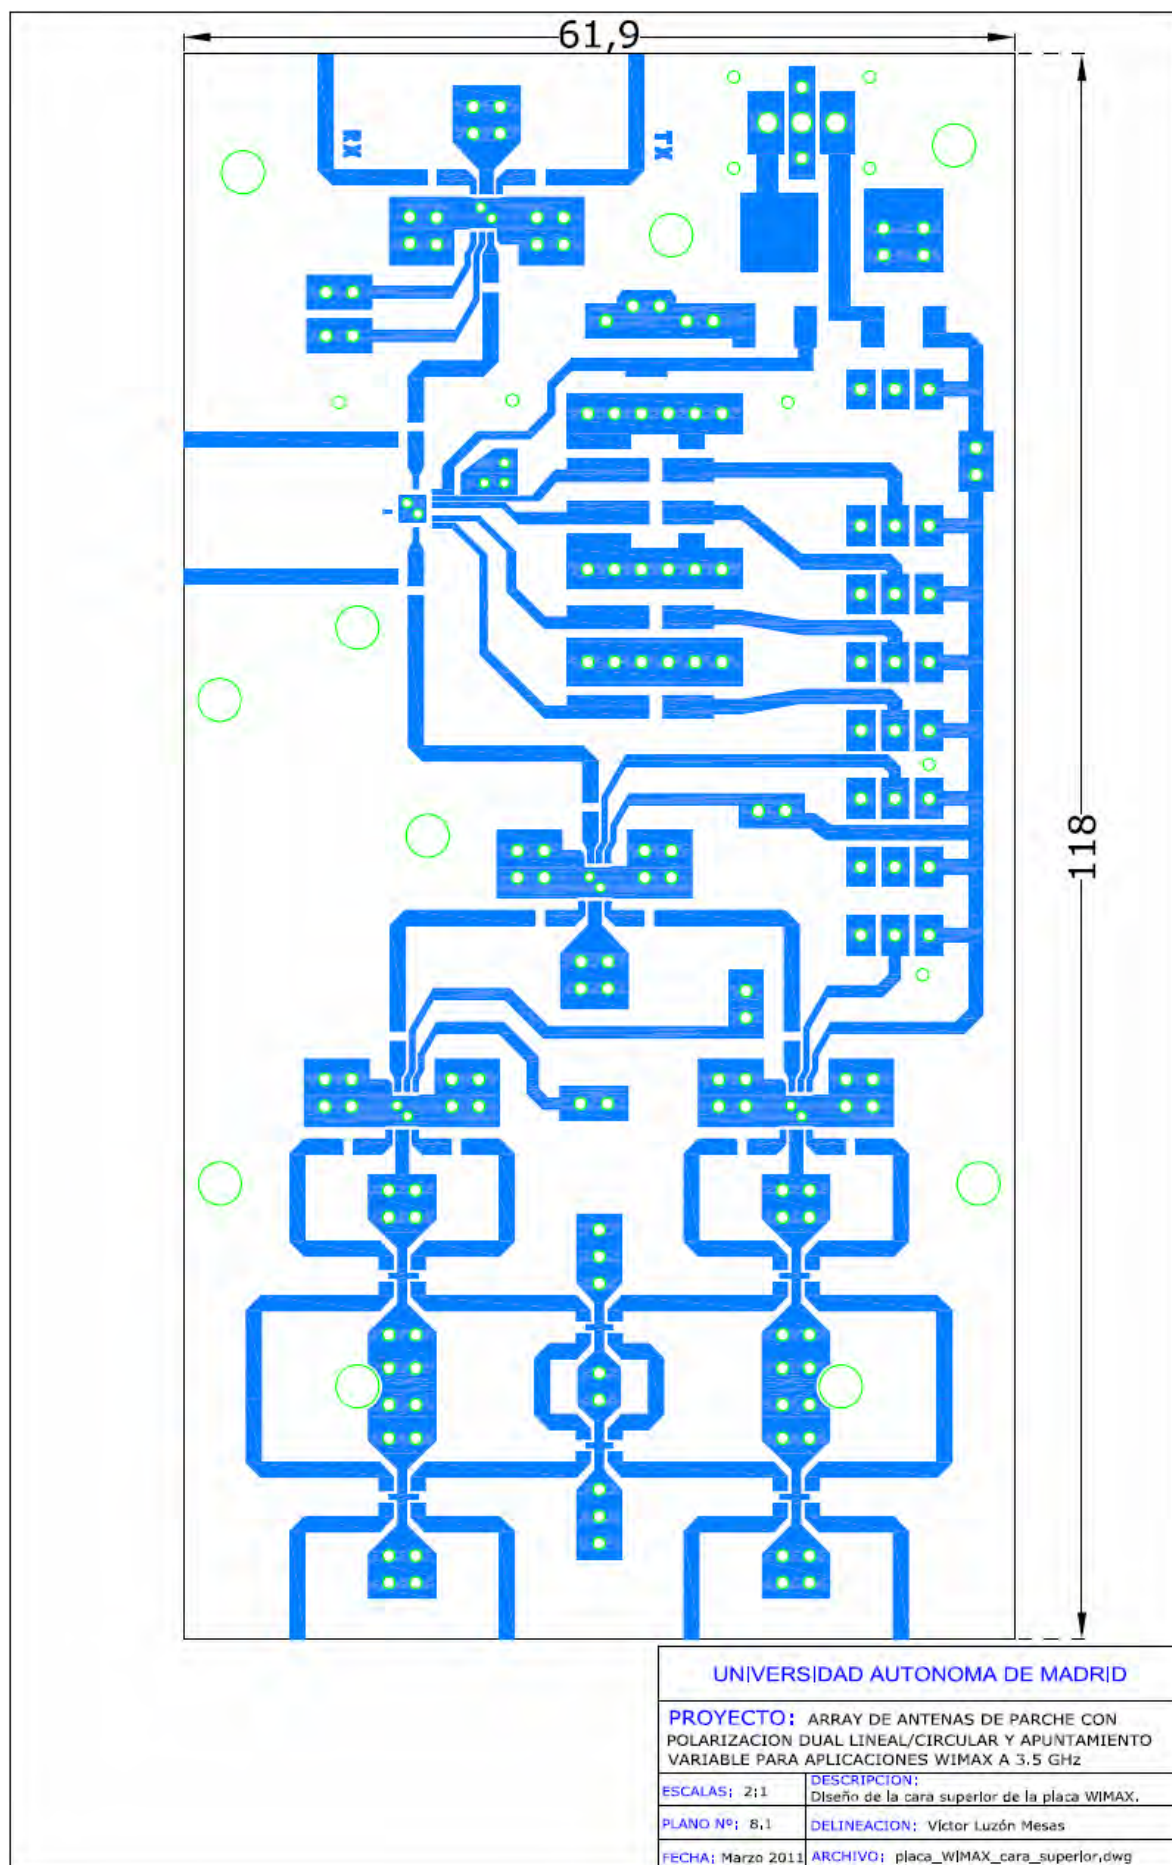 61,9
RX
TX
118
UNIVERSIDAD AUTONOMA DE MADRID
PROYECTO: ARRAY DE ANTENAS DE PARCHE CON
POLARIZACION DUAL LINEAL/CIRCULAR Y APUNTAMIENTO
VARIABLE PARA APLICACIONES WIMAX A 3.5 GHz
ESCALAS: 2:1
DESCRIPCION:
Diseño de la cara superior de la placa WIMAX.
PLANO Nº: 8.1
DELINEACION: Víctor Luzón Mesas
FECHA: Marzo 2011
ARCHIVO: placa_WIMAX_cara_superior.dwg